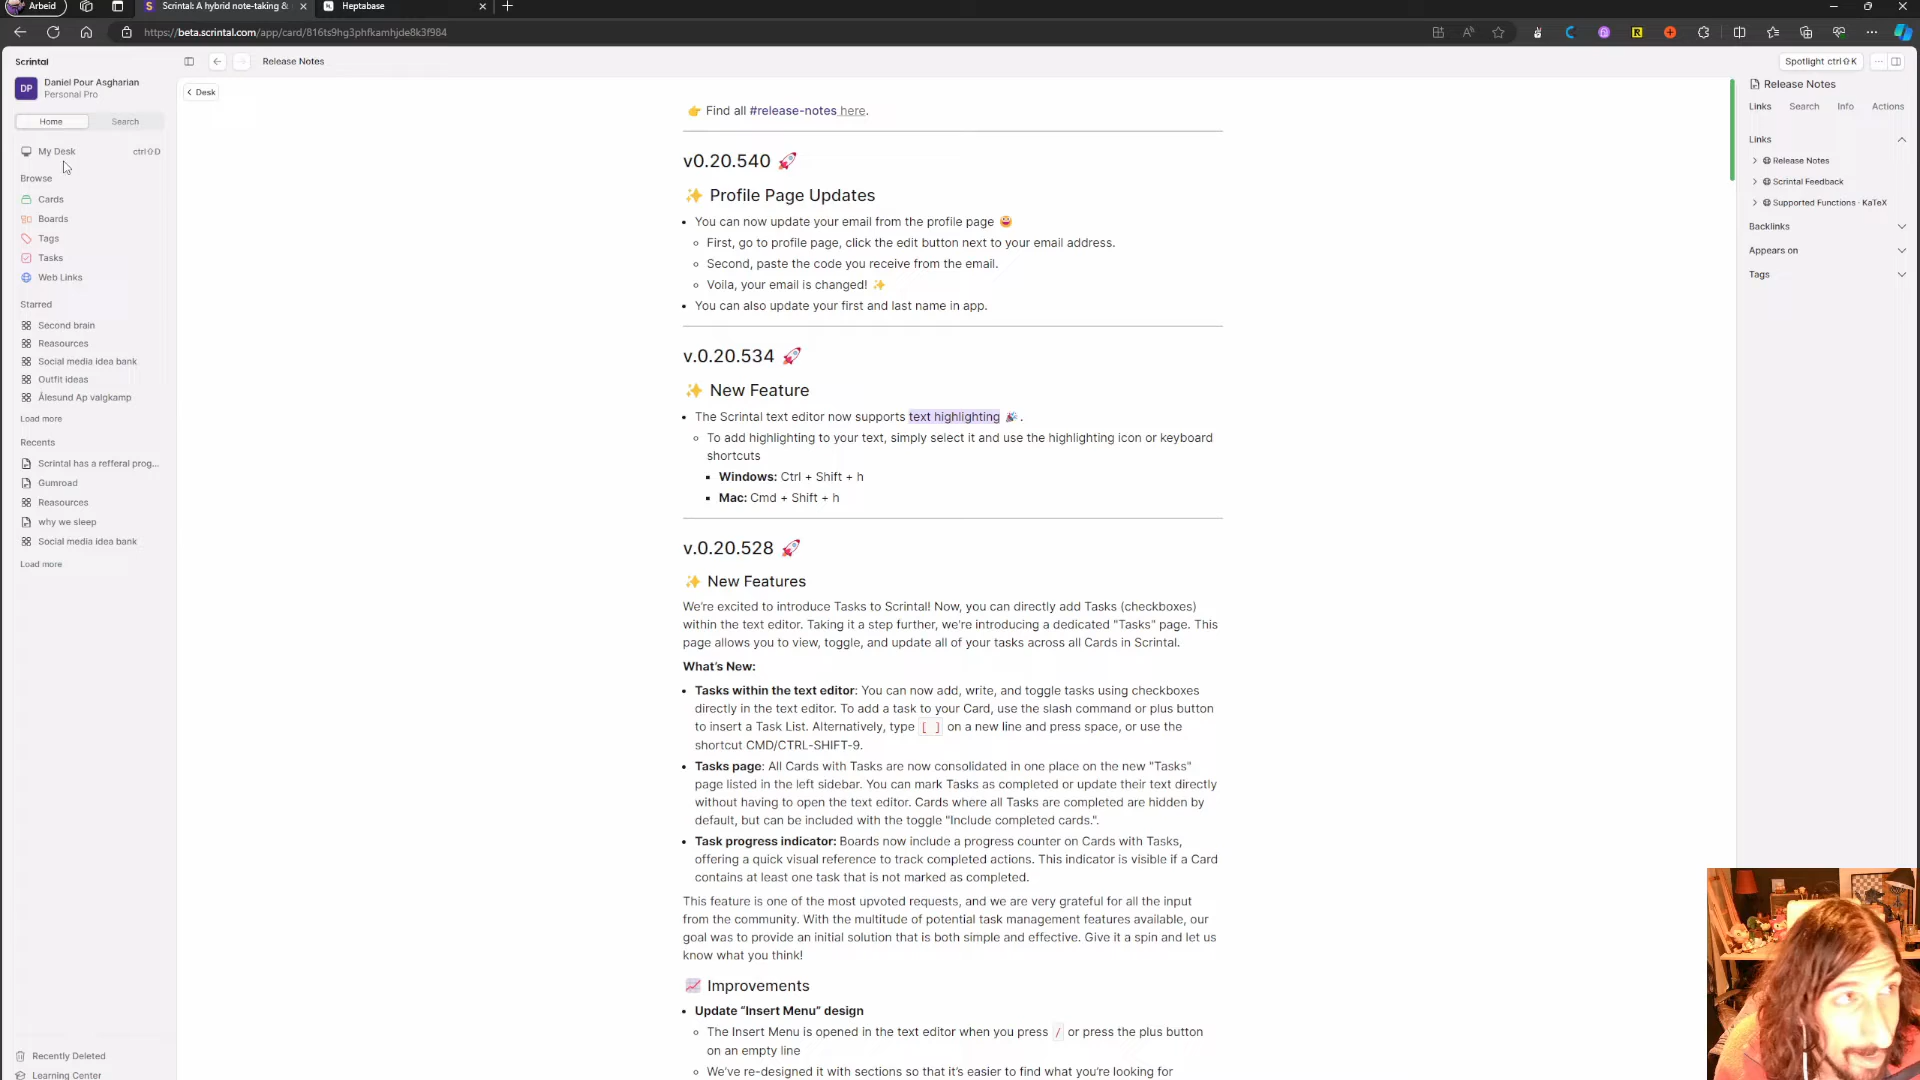 Arbeid
Scrintal: A hybrid note-taking &
Heptabase
https://beta.scrintal.com/app/card/816ts9hg3phfkamhjde8k3f984
Scrintal
Release Notes
Spotlight ctrl⇧K
DP
Daniel Pour Asgharian
Personal Pro
Home
Search
My Desk
ctrl⇧D
Browse
Cards
Boards
Tags
Tasks
Web Links
Starred
Second brain
Reasources
Social media idea bank
Outfit ideas
Ålesund Ap valgkamp
Load more
Recents
Scrintal has a refferal prog...
Gumroad
Reasources
why we sleep
Social media idea bank
Load more
Recently Deleted
Learning Center
Desk
👉 Find all #release-notes here.
v0.20.540 🚀
✨ Profile Page Updates
• You can now update your email from the profile page 😀
◦ First, go to profile page, click the edit button next to your email address.
◦ Second, paste the code you receive from the email.
◦ Voila, your email is changed! ✨
• You can also update your first and last name in app.
v.0.20.534 🚀
✨ New Feature
• The Scrintal text editor now supports text highlighting 🎉 .
◦ To add highlighting to your text, simply select it and use the highlighting icon or keyboard
shortcuts
▪ Windows: Ctrl + Shift + h
▪ Mac: Cmd + Shift + h
v.0.20.528 🚀
✨ New Features
We're excited to introduce Tasks to Scrintal! Now, you can directly add Tasks (checkboxes)
within the text editor. Taking it a step further, we're introducing a dedicated "Tasks" page. This
page allows you to view, toggle, and update all of your tasks across all Cards in Scrintal.
What's New:
• Tasks within the text editor: You can now add, write, and toggle tasks using checkboxes
directly in the text editor. To add a task to your Card, use the slash command or plus button
to insert a Task List. Alternatively, type [ ] on a new line and press space, or use the
shortcut CMD/CTRL-SHIFT-9.
• Tasks page: All Cards with Tasks are now consolidated in one place on the new "Tasks"
page listed in the left sidebar. You can mark Tasks as completed or update their text directly
without having to open the text editor. Cards where all Tasks are completed are hidden by
default, but can be included with the toggle "Include completed cards.".
• Task progress indicator: Boards now include a progress counter on Cards with Tasks,
offering a quick visual reference to track completed actions. This indicator is visible if a Card
contains at least one task that is not marked as completed.
This feature is one of the most upvoted requests, and we are very grateful for all the input
from the community. With the multitude of potential task management features available, our
goal was to provide an initial solution that is both simple and effective. Give it a spin and let us
know what you think!
📈 Improvements
• Update “Insert Menu” design
◦ The Insert Menu is opened in the text editor when you press / or press the plus button
on an empty line
◦ We've re-designed it with sections so that it's easier to find what you're looking for
Release Notes
Links
Search
Info
Actions
Links
Release Notes
Scrintal Feedback
Supported Functions · KaTeX
Backlinks
Appears on
Tags